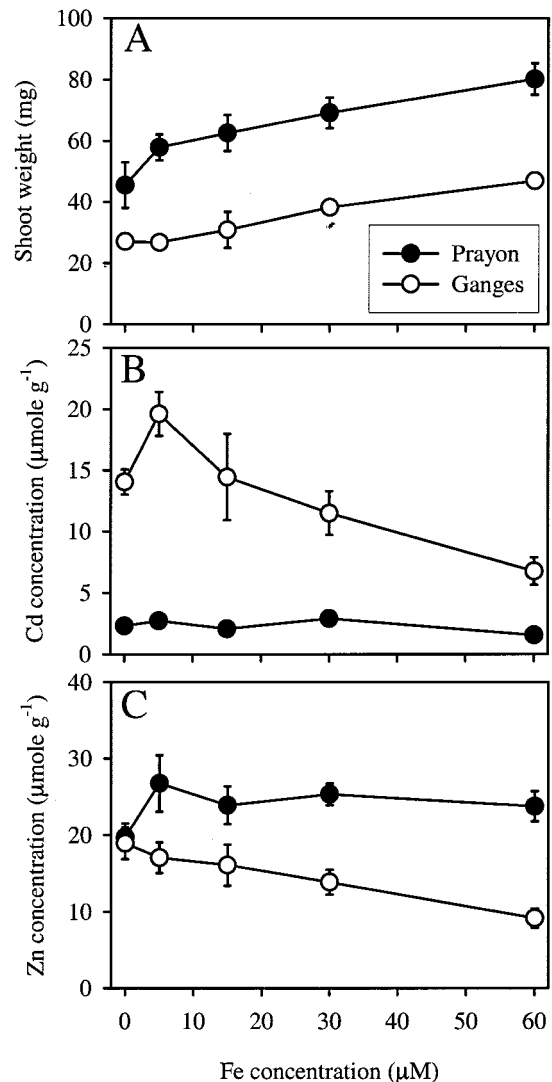 A
100
80
60
40
20
0
Shoot weight (mg)
Prayon
Ganges
B
25
20
15
10
5
0
Cd concentration (μmole g⁻¹)
C
40
30
20
10
0
Zn concentration (μmole g⁻¹)
0 10 20 30 40 50 60
Fe concentration (μM)